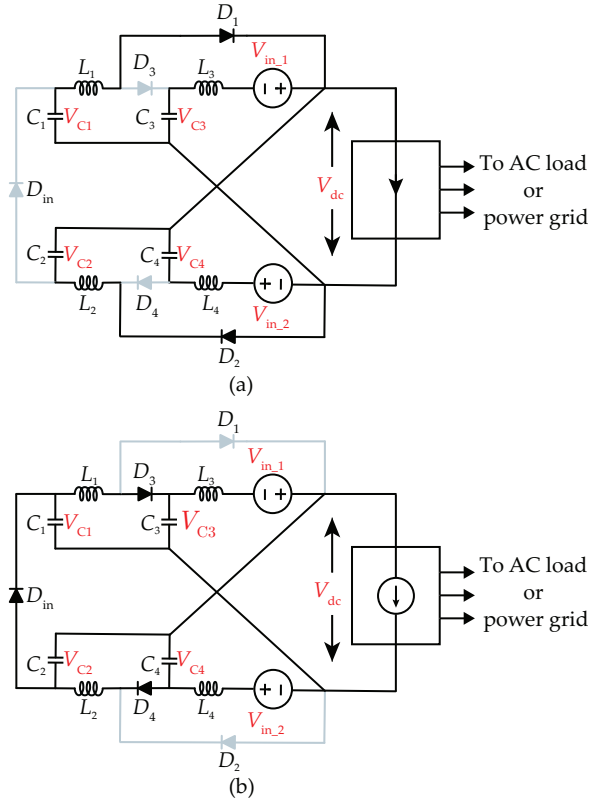 D1
Vin_1
L1
D3
L3
C1
VC1
C3
VC3
Din
Vdc
To AC load
or
power grid
C2
VC2
C4
VC4
L2
D4
L4
Vin_2
D2
(a)
D1
Vin_1
L1
D3
L3
C1
VC1
C3
VC3
Din
Vdc
To AC load
or
power grid
C2
VC2
C4
VC4
L2
D4
L4
Vin_2
D2
(b)